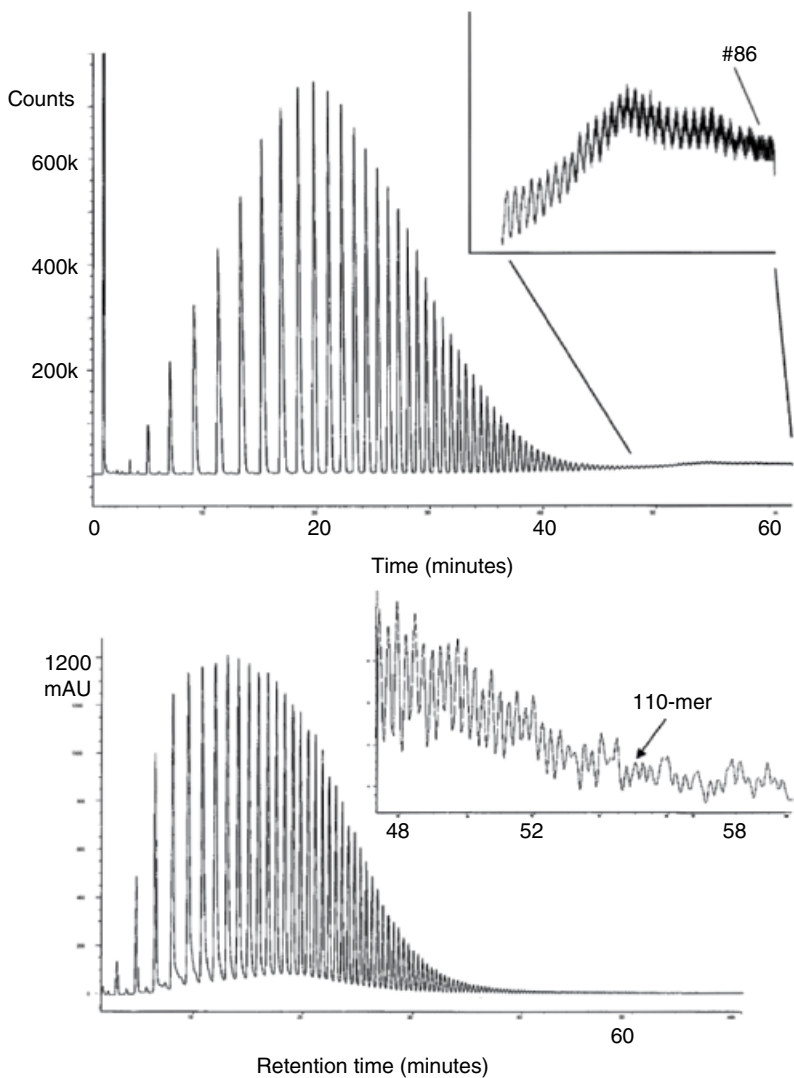 #86
Counts
600k
400k
200k
0 20 40 60
Time (minutes)
1200
mAU
110-mer
48 52 58
60
Retention time (minutes)